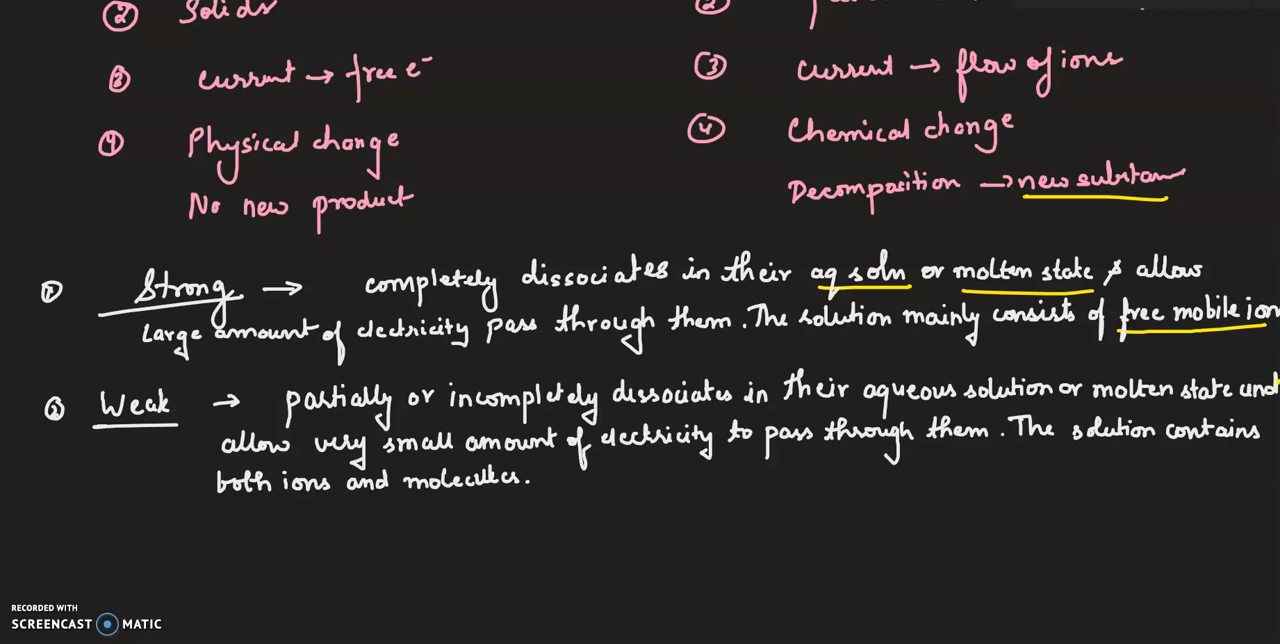 ② Solids
②
③ current → free e⁻
③ current → flow of ions
④ Physical change
④ Chemical change
No new product
Decomposition → new substan
① Strong → completely dissociates in their aq soln or molten state & allow
Large amount of electricity pass through them. The solution mainly consists of free mobile ion
② Weak → partially or incompletely dissociates in their aqueous solution or molten state and
allow very small amount of electricity to pass through them. The solution contains
both ions and molecules.
RECORDED WITH
SCREENCAST MATIC